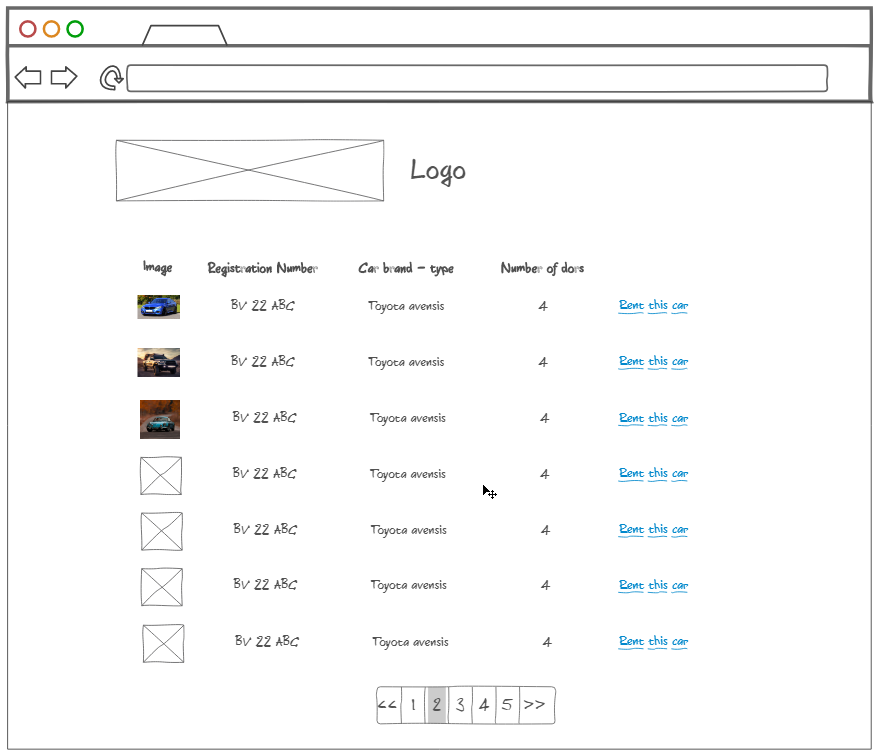 Logo
Image Registration Number Car brand - type Number of dors
BV 22 ABC Toyota avensis 4 Rent this car
BV 22 ABC Toyota avensis 4 Rent this car
BV 22 ABC Toyota avensis 4 Rent this car
BV 22 ABC Toyota avensis 4 Rent this car
BV 22 ABC Toyota avensis 4 Rent this car
BV 22 ABC Toyota avensis 4 Rent this car
BV 22 ABC Toyota avensis 4 Rent this car
<< 1 2 3 4 5 >>